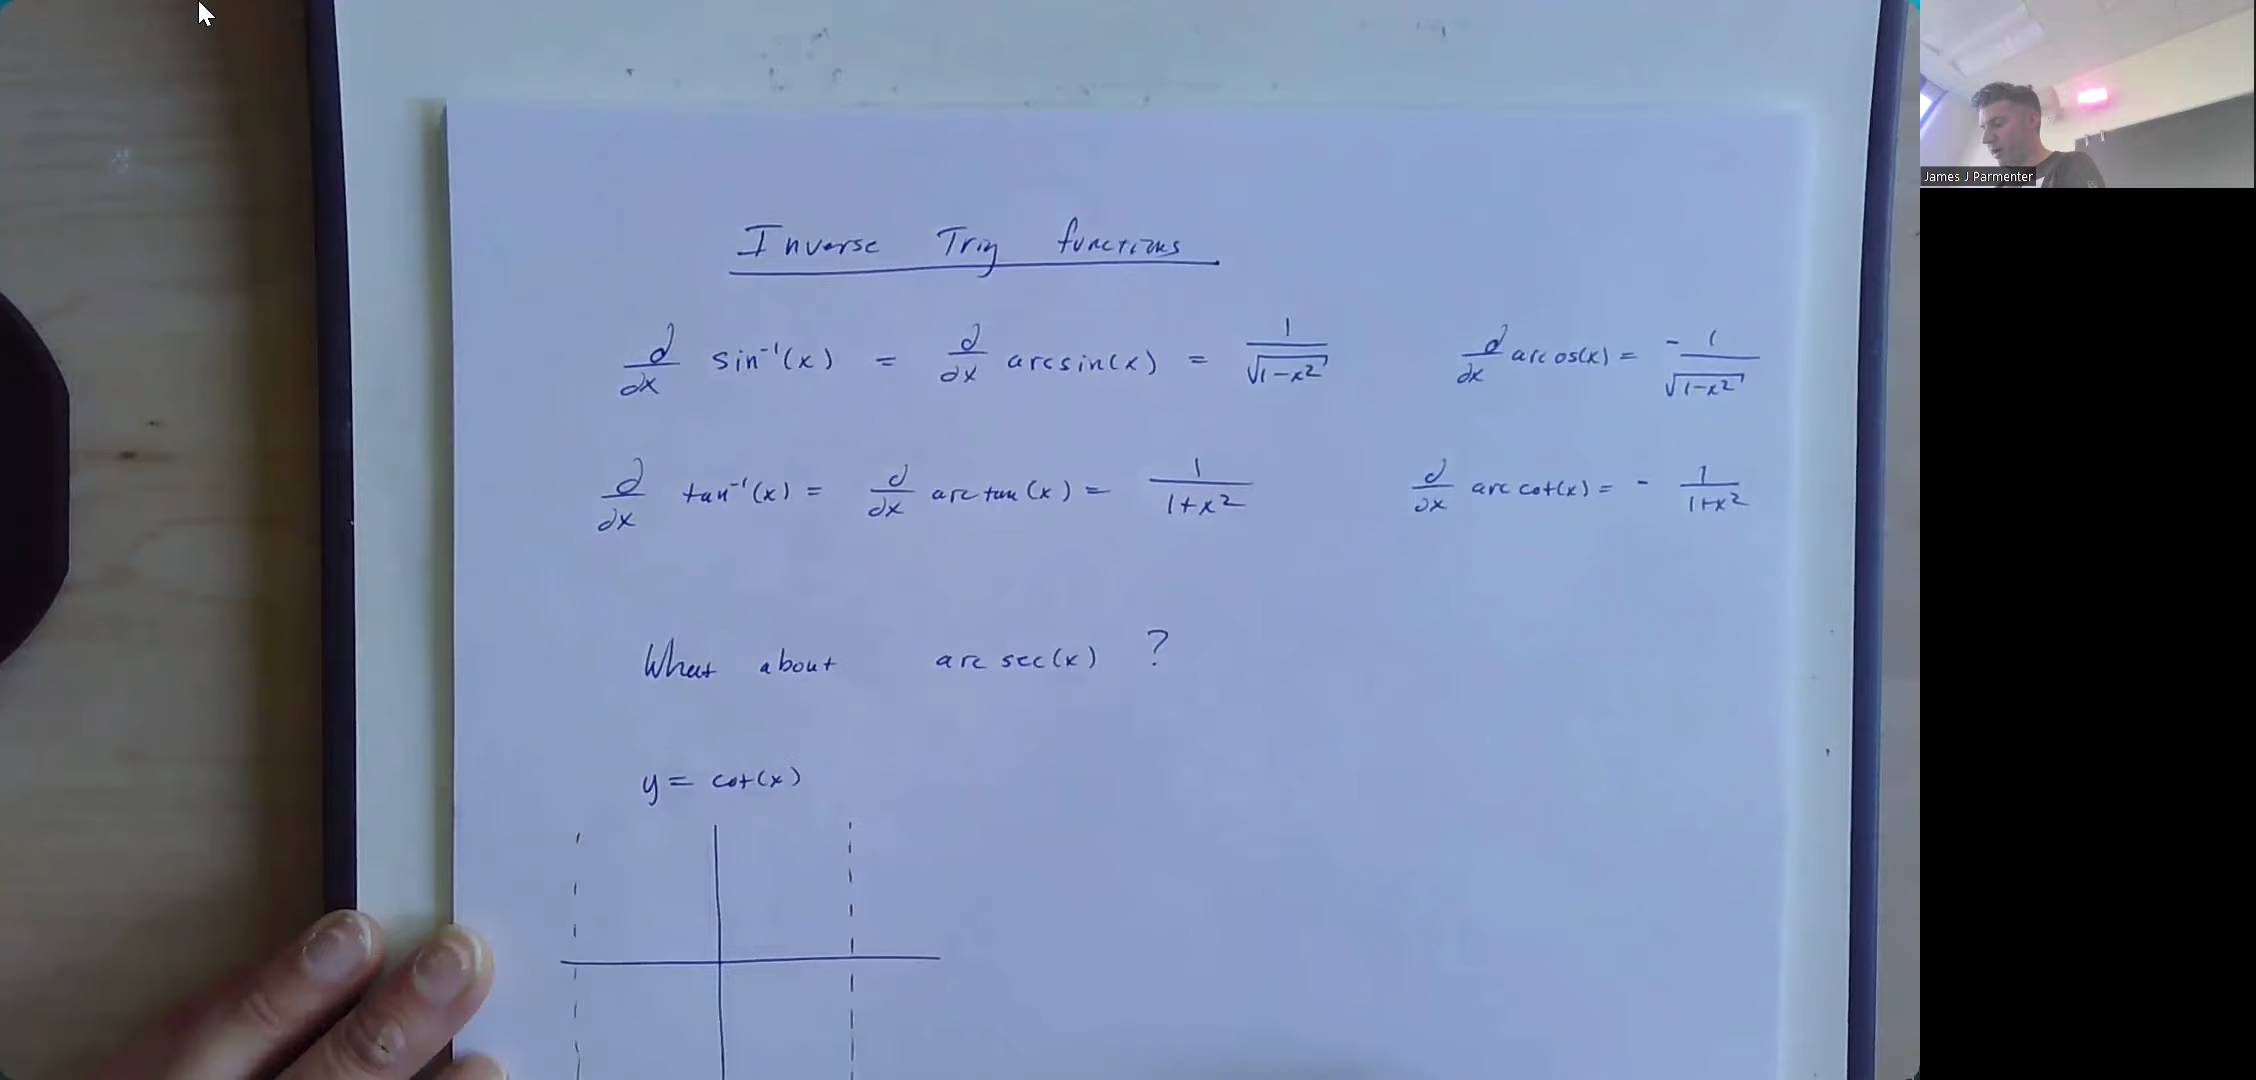 Inverse Trig functions
d/dx sin⁻¹(x) = d/dx arcsin(x) = 1/√(1-x²)   d/dx arccos(x) = - 1/√(1-x²)
d/dx tan⁻¹(x) = d/dx arctan(x) = 1/(1+x²)   d/dx arccot(x) = - 1/(1+x²)
What about arcsec(x) ?
y = cot(x)
James J Parmenter